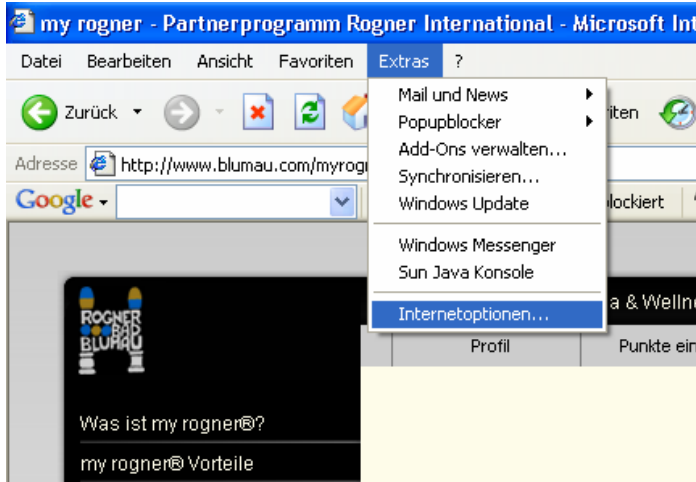 my rogner - Partnerprogramm Rogner International - Microsoft Int
Datei Bearbeiten Ansicht Favoriten Extras ?
Zurück
Mail und News
Popupblocker
Add-Ons verwalten...
Synchronisieren...
Windows Update
Windows Messenger
Sun Java Konsole
Internetoptionen...
iten
Adresse http://www.blumau.com/myrogr
Google
lockiert
ROGNER
BAD
BLUMAU
a & Wellne
Profil Punkte ein
Was ist my rogner®?
my rogner® Vorteile